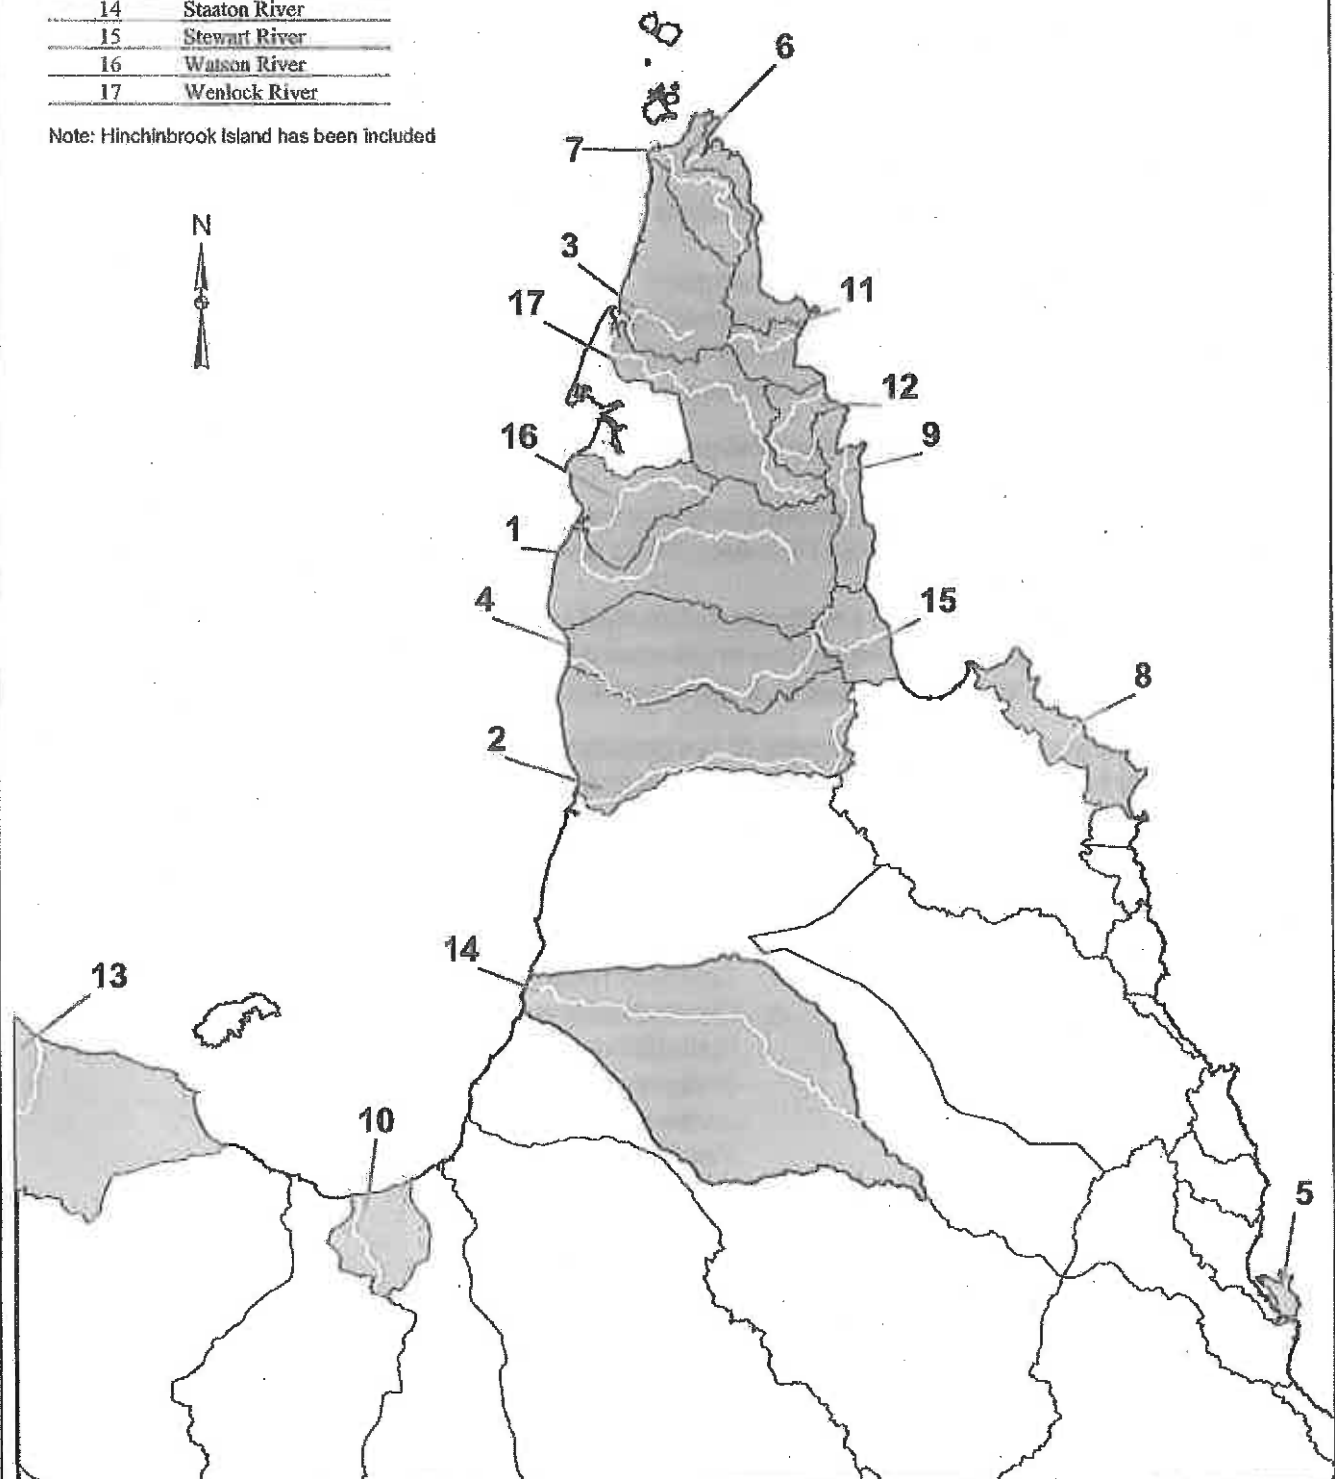 14 Staaton River
15 Stewart River
16 Watson River
17 Wenlock River
Note: Hinchinbrook Island has been included
N
6
7
3
17
11
12
16
9
1
4
15
8
2
14
13
10
5